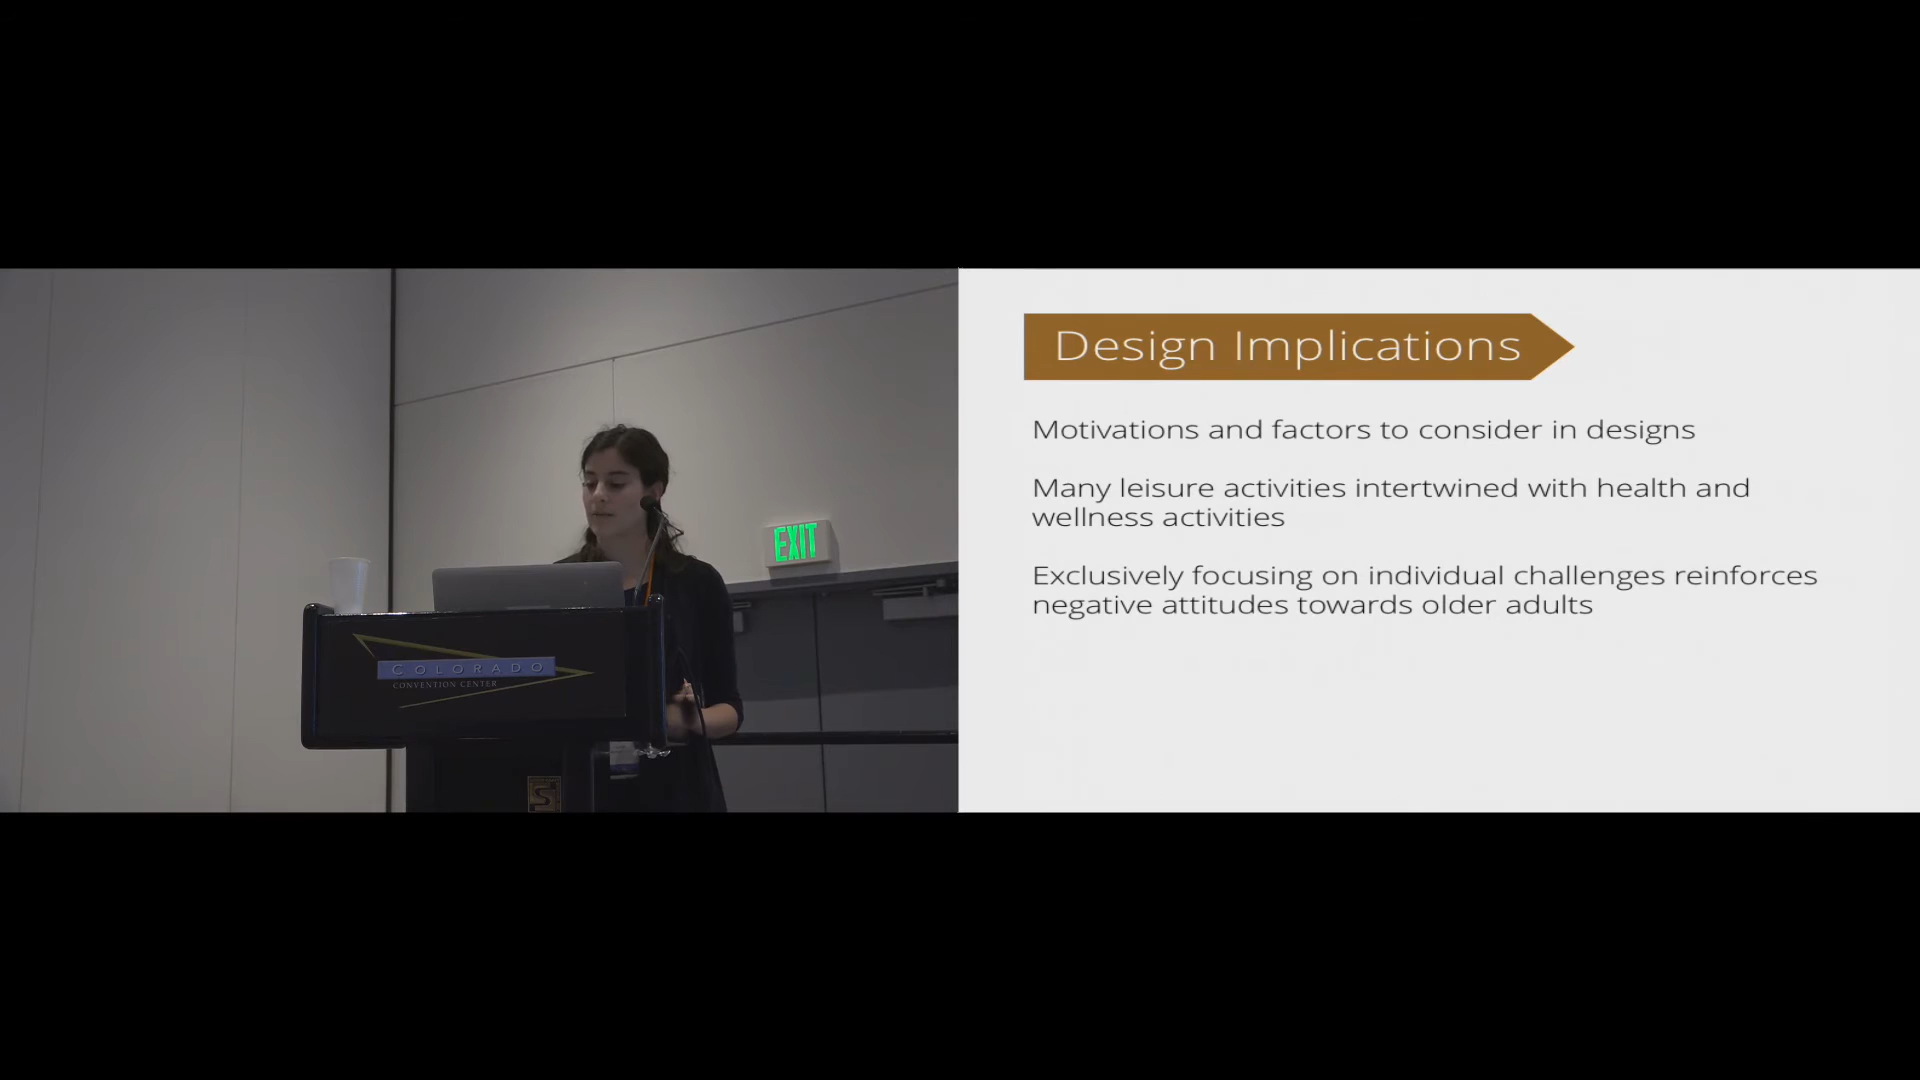 EXIT
COLORADO
CONVENTION CENTER
Design Implications
Motivations and factors to consider in designs
Many leisure activities intertwined with health and
wellness activities
Exclusively focusing on individual challenges reinforces
negative attitudes towards older adults